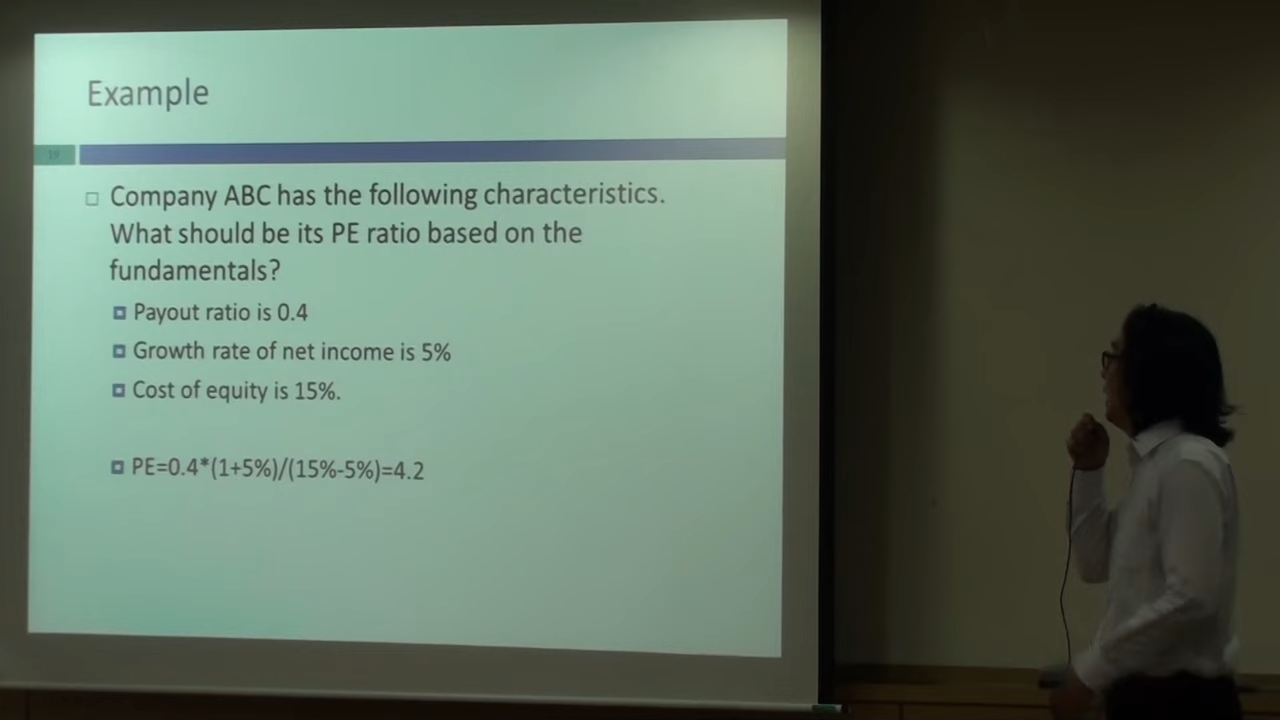 Example
19
Company ABC has the following characteristics.
What should be its PE ratio based on the
fundamentals?
Payout ratio is 0.4
Growth rate of net income is 5%
Cost of equity is 15%.
PE=0.4*(1+5%)/(15%-5%)=4.2